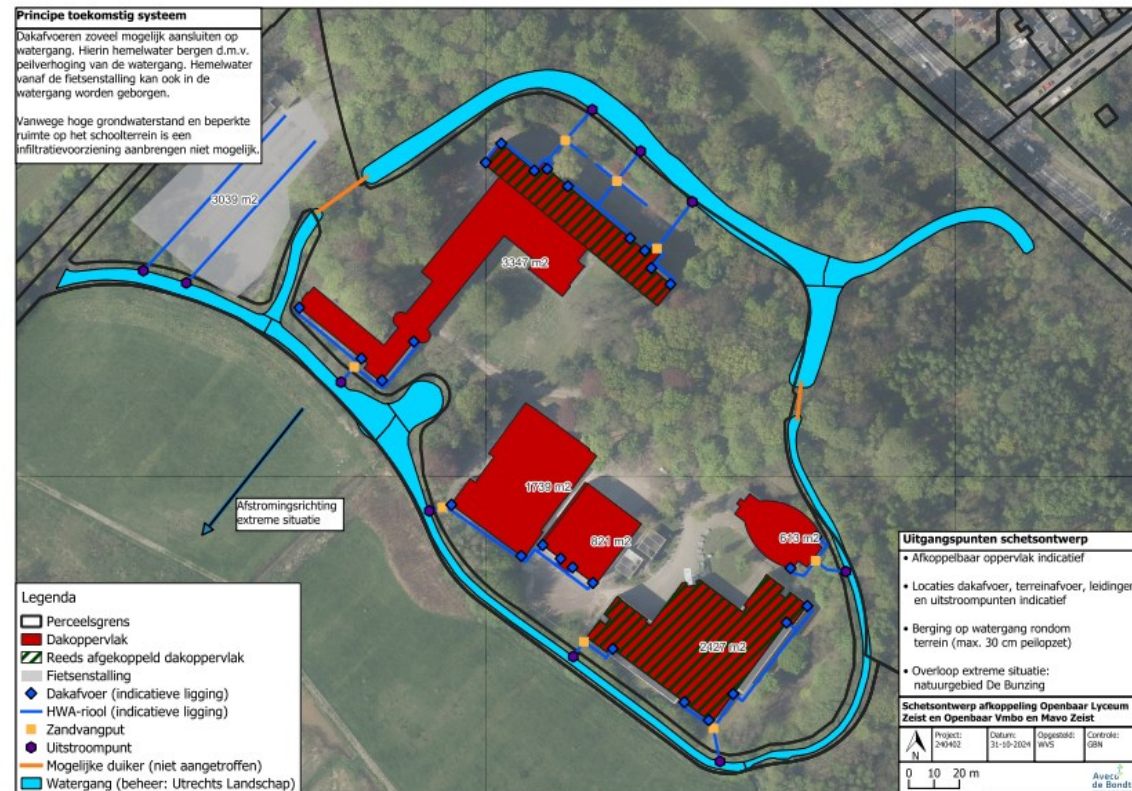 Principe toekomstig systeem
Dakafvoeren zoveel mogelijk aansluiten op
watergang. Hierin hemelwater bergen d.m.v.
peilverhoging van de watergang. Hemelwater
vanaf de fietsenstalling kan ook in de
watergang worden geborgen.
Vanwege hoge grondwaterstand en beperkte
ruimte op het schoolterrein is een
infiltratievoorziening aanbrengen niet mogelijk.
3039 m2
3347 m2
1739 m2
821 m2
613 m2
2427 m2
Afstromingsrichting
extreme situatie
Legenda
Perceelsgrens
Dakoppervlak
Reeds afgekoppeld dakoppervlak
Fietsenstalling
Dakafvoer (indicatieve ligging)
HWA-riool (indicatieve ligging)
Zandvangput
Uitstroompunt
Mogelijke duiker (niet aangetroffen)
Watergang (beheer: Utrechts Landschap)
Uitgangspunten schetsontwerp
• Afkoppelbaar oppervlak indicatief
• Locaties dakafvoer, terreinafvoer, leidingen
en uitstroompunten indicatief
• Berging op watergang rondom
terrein (max. 30 cm peilopzet)
• Overloop extreme situatie:
natuurgebied De Bunzing
Schetsontwerp afkoppeling Openbaar Lyceum
Zeist en Openbaar Vmbo en Mavo Zeist
N
Project: Datum: Opgesteld: Controle:
240402 31-10-2024 WVS GBN
0 10 20 m
Aveco
de Bondt